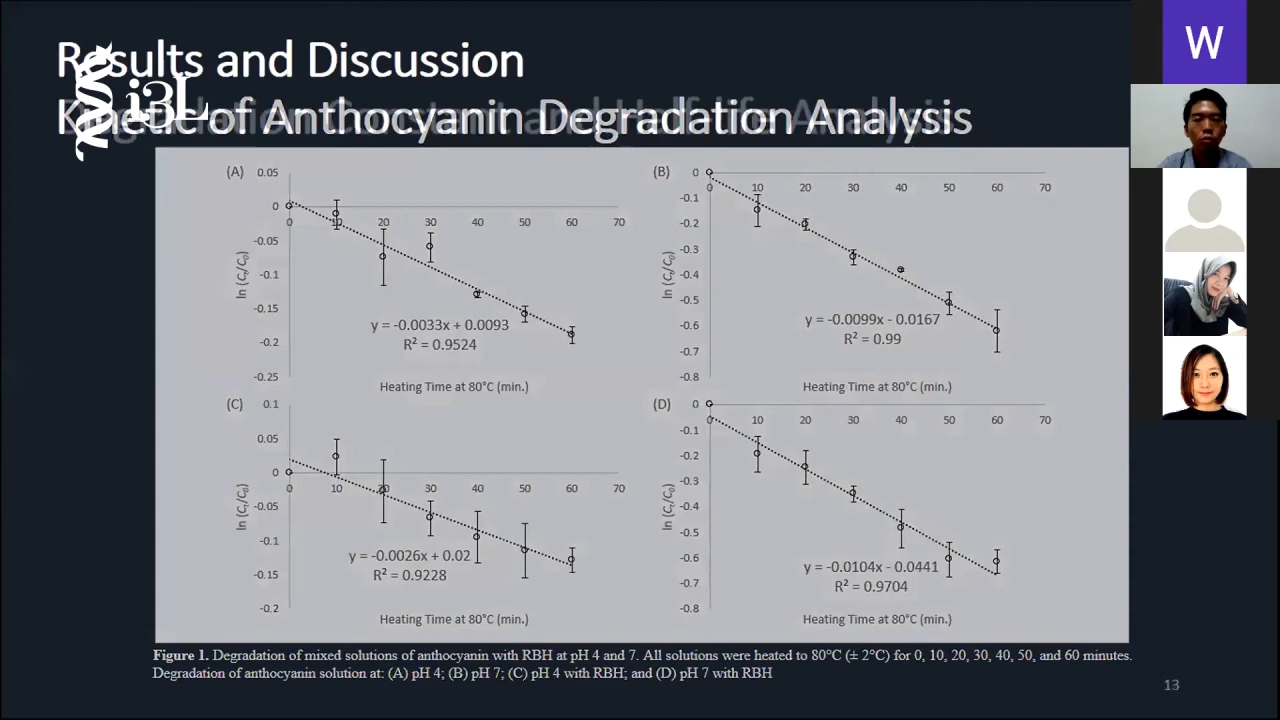 Results and Discussion
i3L
Kinetic of Anthocyanin Degradation Analysis
W
(A)
0.05
0
-0.05
-0.1
-0.15
-0.2
-0.25
0 10 20 30 40 50 60 70
ln (Ct/C0)
y = -0.0033x + 0.0093
R² = 0.9524
Heating Time at 80°C (min.)
(B)
0
-0.1
-0.2
-0.3
-0.4
-0.5
-0.6
-0.7
-0.8
0 10 20 30 40 50 60 70
ln (Ct/C0)
y = -0.0099x - 0.0167
R² = 0.99
Heating Time at 80°C (min.)
(C)
0.1
0.05
0
-0.05
-0.1
-0.15
-0.2
0 10 20 30 40 50 60 70
ln (Ct/C0)
y = -0.0026x + 0.02
R² = 0.9228
Heating Time at 80°C (min.)
(D)
0
-0.1
-0.2
-0.3
-0.4
-0.5
-0.6
-0.7
-0.8
0 10 20 30 40 50 60 70
ln (Ct/C0)
y = -0.0104x - 0.0441
R² = 0.9704
Heating Time at 80°C (min.)
Figure 1. Degradation of mixed solutions of anthocyanin with RBH at pH 4 and 7. All solutions were heated to 80°C (± 2°C) for 0, 10, 20, 30, 40, 50, and 60 minutes.
Degradation of anthocyanin solution at: (A) pH 4; (B) pH 7; (C) pH 4 with RBH; and (D) pH 7 with RBH
13